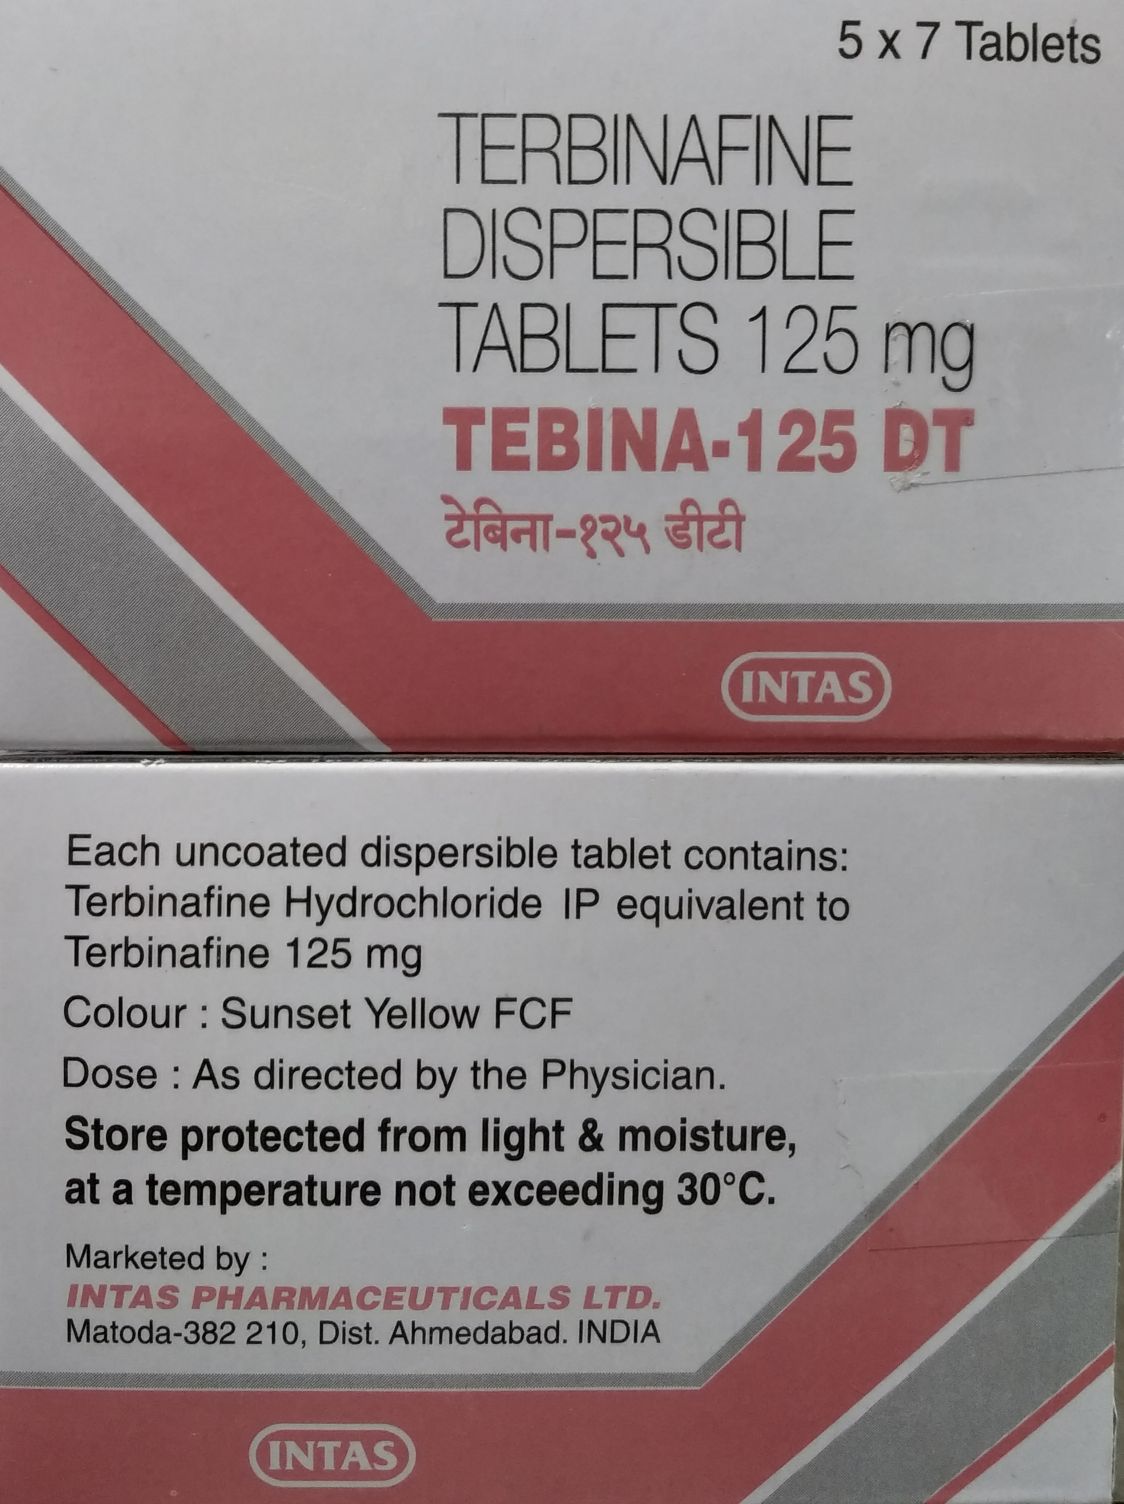 5 x 7 Tablets
TERBINAFINE
DISPERSIBLE
TABLETS 125 mg
TEBINA-125 DT
टेबिना-१२५ डीटी
INTAS
Each uncoated dispersible tablet contains:
Terbinafine Hydrochloride IP equivalent to
Terbinafine 125 mg
Colour : Sunset Yellow FCF
Dose : As directed by the Physician.
Store protected from light & moisture,
at a temperature not exceeding 30°C.
Marketed by :
INTAS PHARMACEUTICALS LTD.
Matoda-382 210, Dist. Ahmedabad. INDIA
INTAS